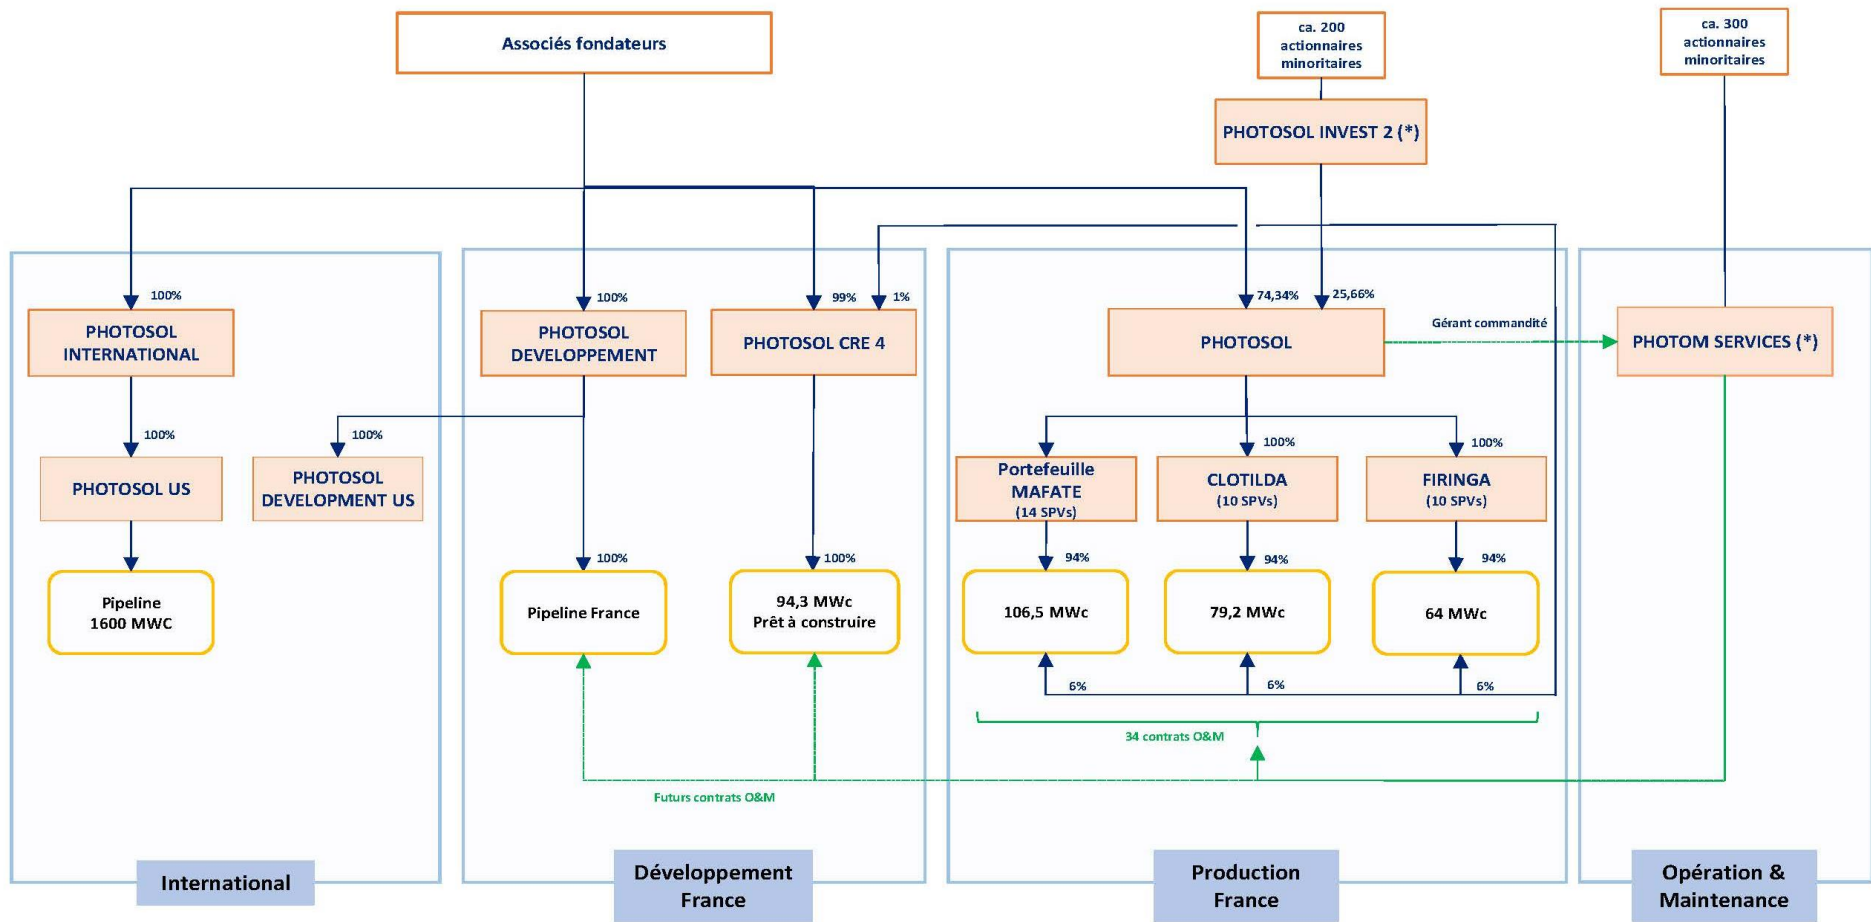 Associés fondateurs
ca. 200
actionnaires
minoritaires
ca. 300
actionnaires
minoritaires
PHOTOSOL INVEST 2 (*)
100%
100%
99%
1%
74,34%
25,66%
PHOTOSOL
INTERNATIONAL
PHOTOSOL
DEVELOPPEMENT
PHOTOSOL CRE 4
PHOTOSOL
Gérant commandité
PHOTOM SERVICES (*)
100%
100%
100%
100%
PHOTOSOL US
PHOTOSOL
DEVELOPMENT US
Portefeuille
MAFATE
(14 SPVs)
CLOTILDA
(10 SPVs)
FIRINGA
(10 SPVs)
100%
100%
94%
94%
94%
Pipeline
1600 MWC
Pipeline France
94,3 MWc
Prêt à construire
106,5 MWc
79,2 MWc
64 MWc
6%
6%
6%
34 contrats O&M
Futurs contrats O&M
International
Développement
France
Production
France
Opération &
Maintenance